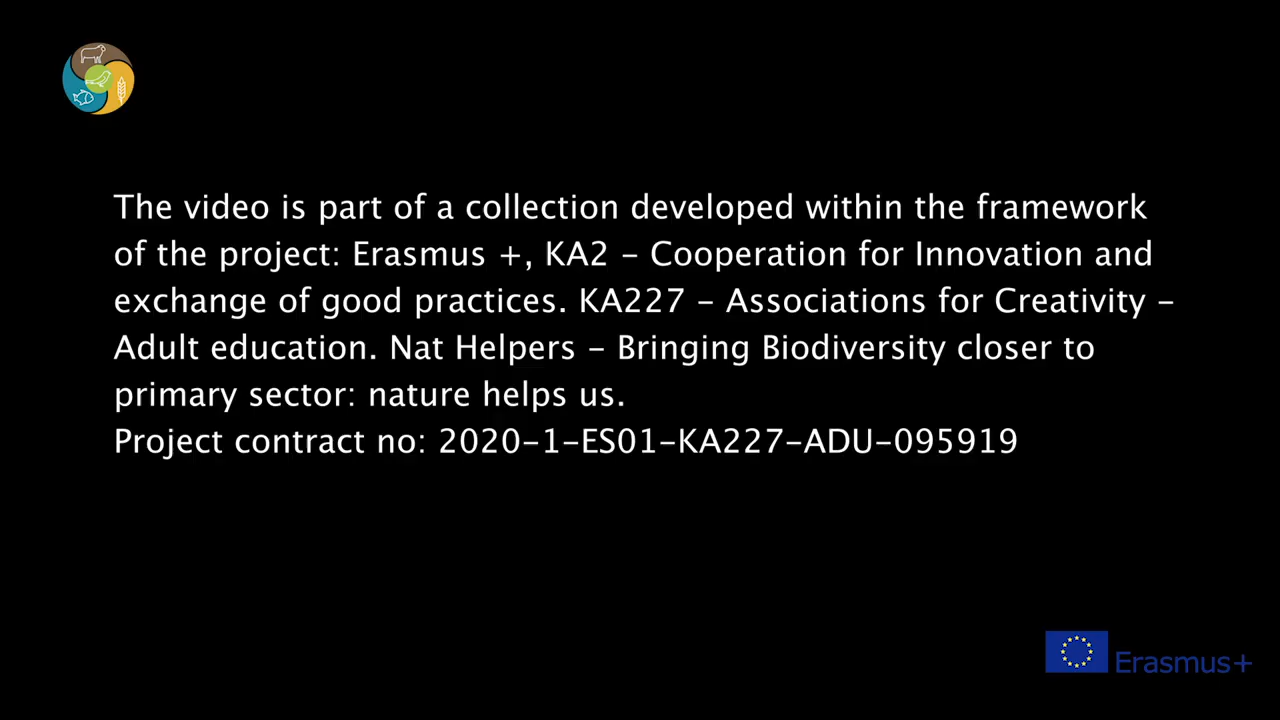 The video is part of a collection developed within the framework
of the project: Erasmus +, KA2 – Cooperation for Innovation and
exchange of good practices. KA227 – Associations for Creativity –
Adult education. Nat Helpers – Bringing Biodiversity closer to
primary sector: nature helps us.
Project contract no: 2020-1-ES01-KA227-ADU-095919
Erasmus+